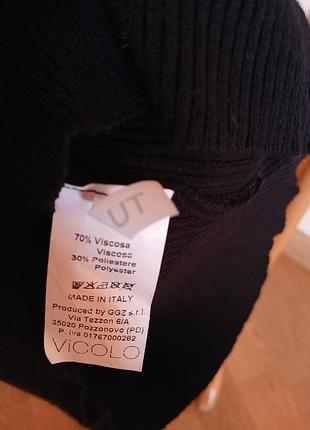 UT
70% Viscosa
Viscosa
30% Poliestere
Polyester
MADE IN ITALY
Produced by GGZ s.r.l.
Via Tezzon 6/A
35020 Pozzonovo (PD)
P. iva 01767000282
ViCOLO